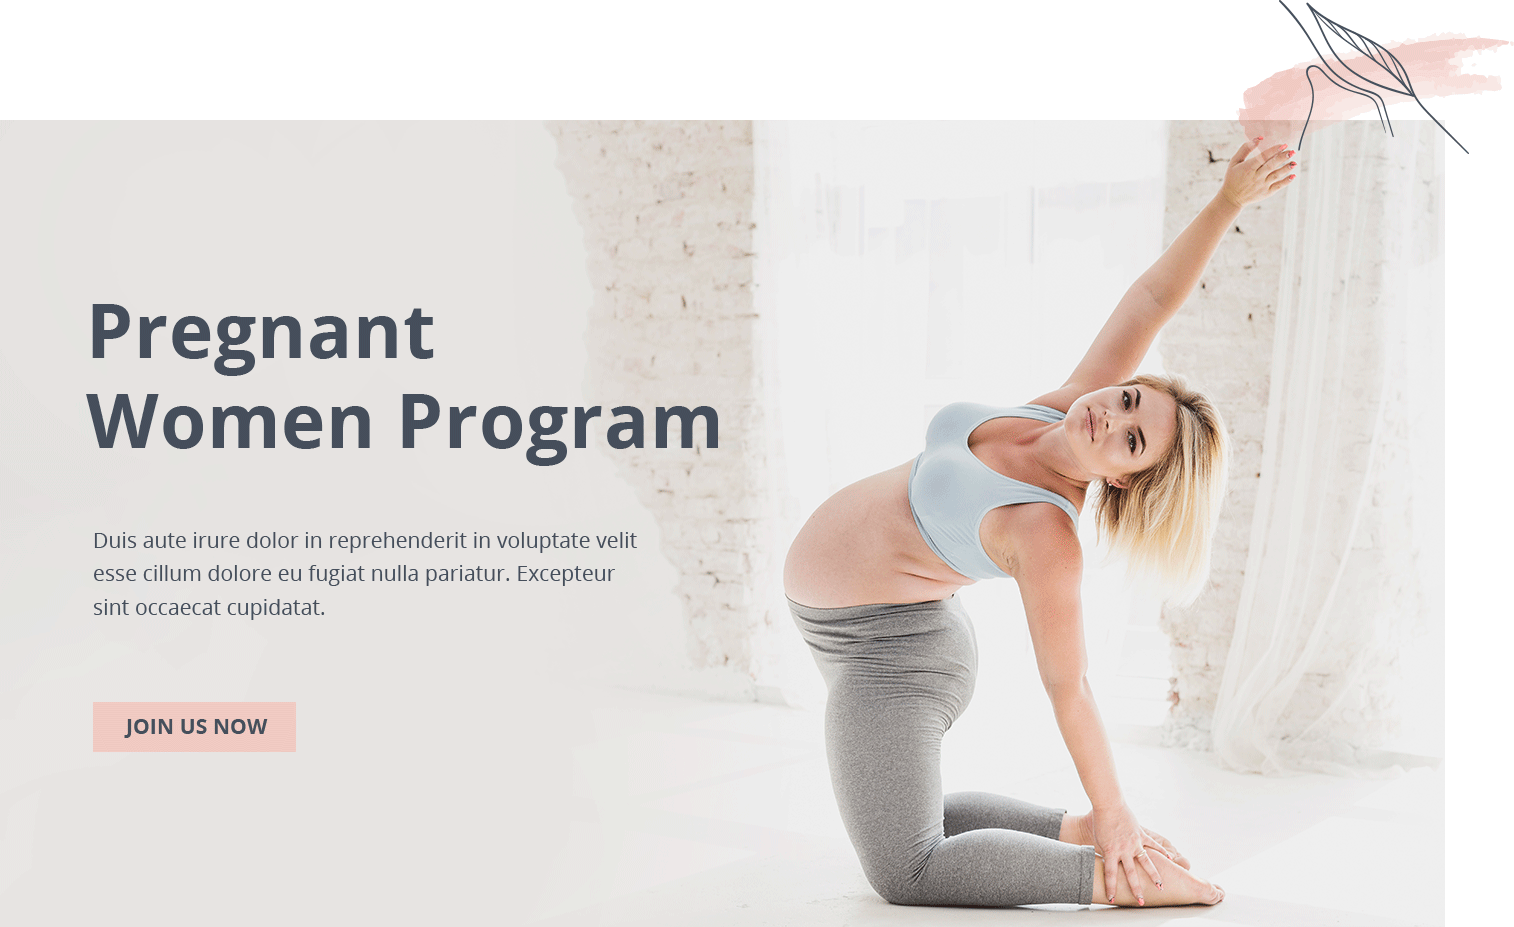 Pregnant
Women Program
Duis aute irure dolor in reprehenderit in voluptate velit
esse cillum dolore eu fugiat nulla pariatur. Excepteur
sint occaecat cupidatat.
JOIN US NOW